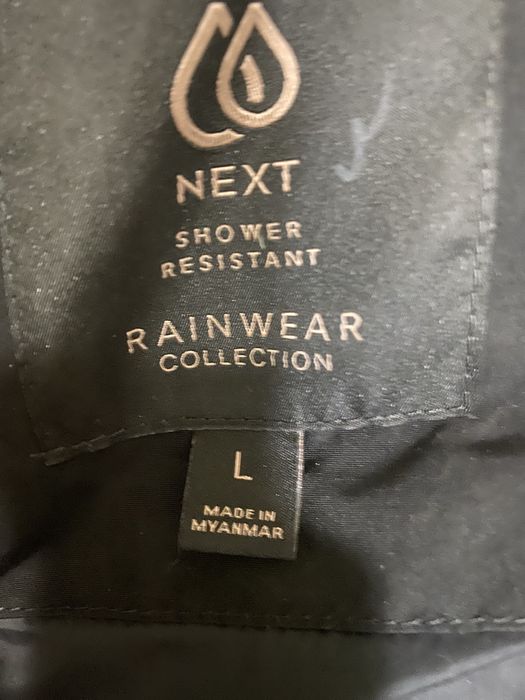 NEXT
SHOWER
RESISTANT
RAINWEAR
COLLECTION
L
MADE IN
MYANMAR